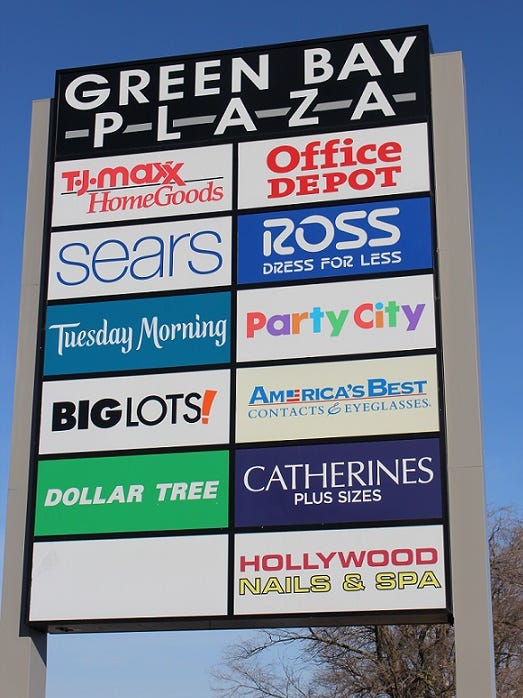 GREEN BAY
-P-L-A-Z-A-
T·J·maxx
HomeGoods
Office
DEPOT
sears
ROSS
DRESS FOR LESS
Tuesday Morning
Party City
BIG LOTS!
AMERICA'S BEST
CONTACTS & EYEGLASSES
DOLLAR TREE
CATHERINES
PLUS SIZES
HOLLYWOOD
NAILS & SPA